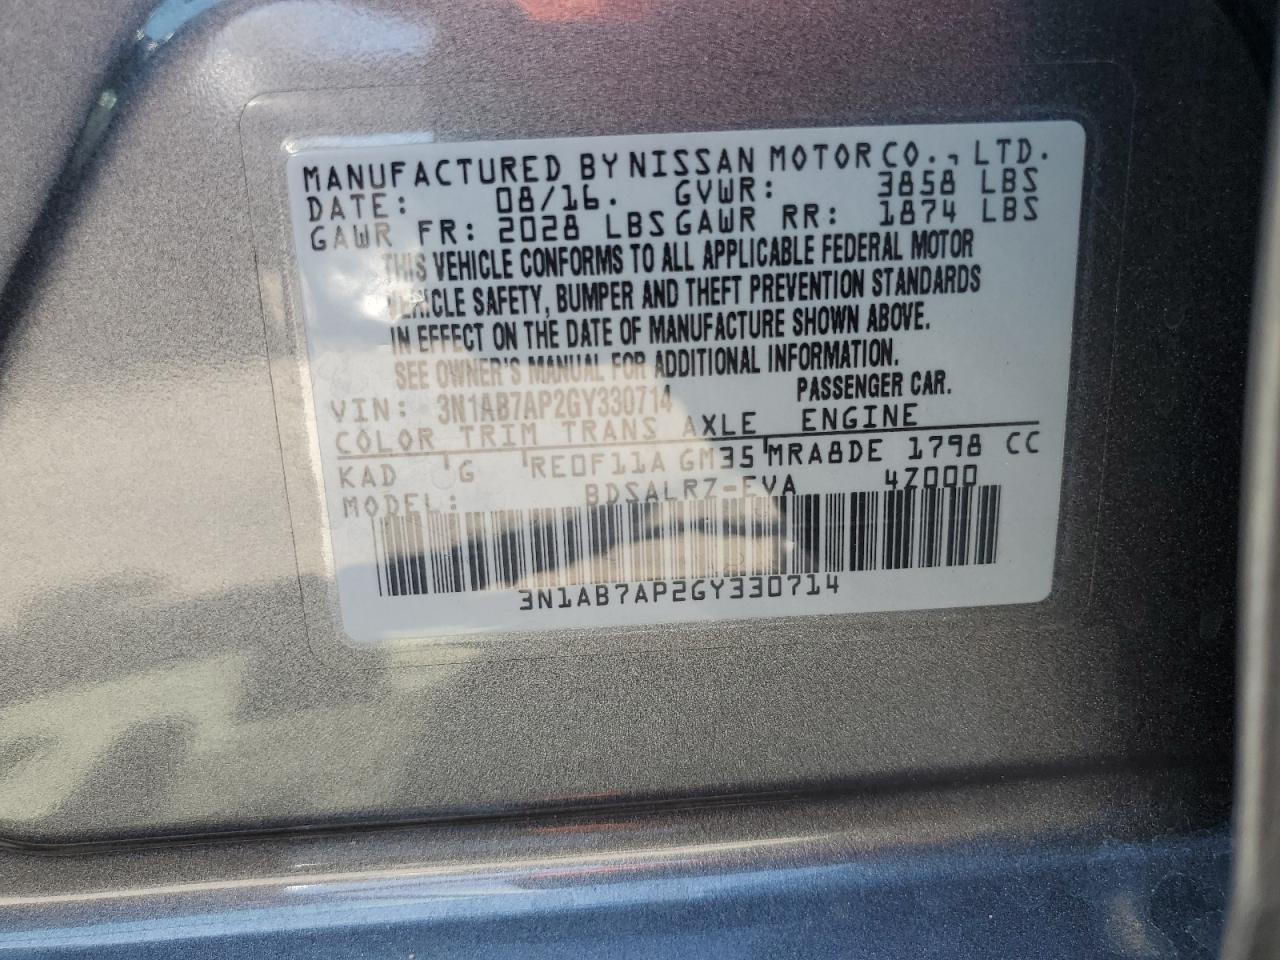 MANUFACTURED BY NISSAN MOTOR CO., LTD.
DATE: 08/16. GVWR: 3858 LBS
GAWR FR: 2028 LBS GAWR RR: 1874 LBS
THIS VEHICLE CONFORMS TO ALL APPLICABLE FEDERAL MOTOR
VEHICLE SAFETY, BUMPER AND THEFT PREVENTION STANDARDS
IN EFFECT ON THE DATE OF MANUFACTURE SHOWN ABOVE.
SEE OWNER'S MANUAL FOR ADDITIONAL INFORMATION.
VIN: 3N1AB7AP2GY330714 PASSENGER CAR.
COLOR TRIM TRANS AXLE ENGINE
KAD G RE0F11A GM35 MRA8DE 1798 CC
MODEL: BDSALRZ-EVA 4Z000
3N1AB7AP2GY330714